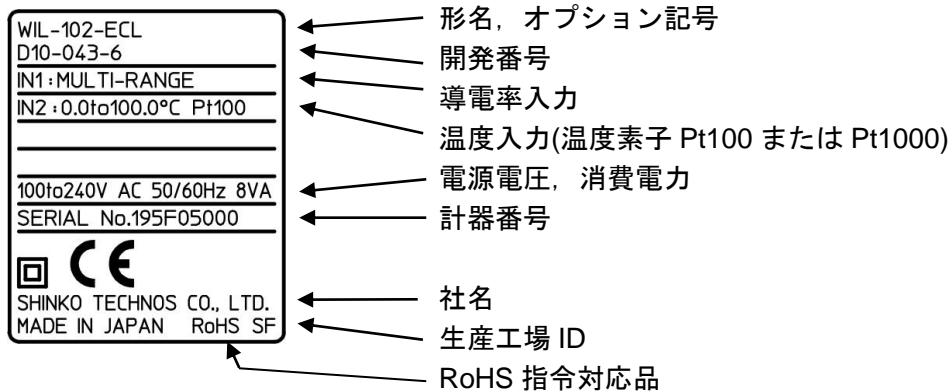 WIL-102-ECL
D10-043-6
IN1:MULTI-RANGE
IN2:0.0to100.0°C Pt100
100to240V AC 50/60Hz 8VA
SERIAL No.195F05000
CE
SHINKO TECHNOS CO., LTD.
MADE IN JAPAN RoHS SF
形名，オプション記号
開発番号
導電率入力
温度入力(温度素子 Pt100 または Pt1000)
電源電圧，消費電力
計器番号
社名
生産工場 ID
RoHS 指令対応品